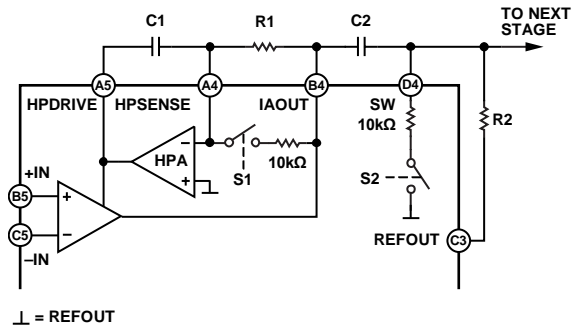 C1
R1
C2
TO NEXT
STAGE
A5
A4
B4
D4
HPDRIVE
HPSENSE
IAOUT
SW
10kΩ
R2
HPA
−
+
S1
10kΩ
S2
+IN
B5
+
C5
−
−IN
REFOUT
C3
⊥ = REFOUT